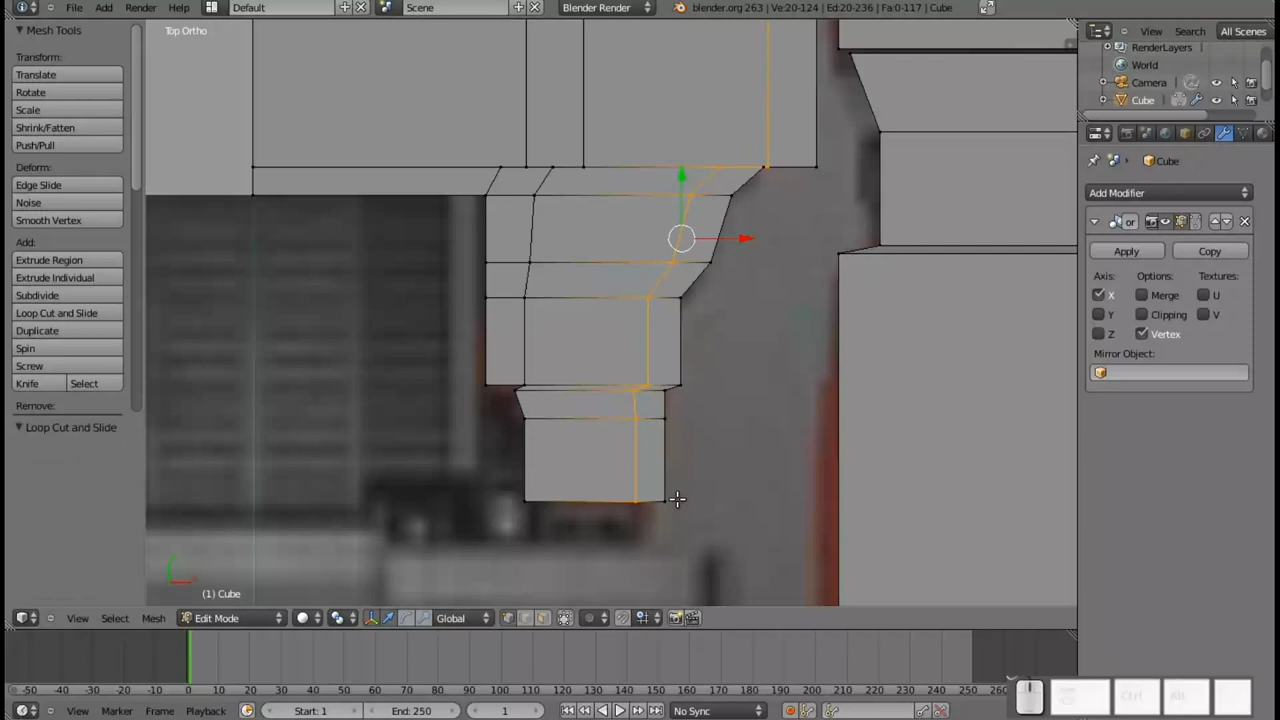 File Add Render Help Default Scene Blender Render blender.org 263 | Ve:20-124 | Ed:20-236 | Fa:0-117 | Cube
Mesh Tools
Top Ortho
View Search All Scenes
RenderLayers
World
Camera
Cube
Transform:
Translate
Rotate
Scale
Shrink/Fatten
Push/Pull
Deform:
Edge Slide
Noise
Smooth Vertex
Add:
Extrude Region
Extrude Individual
Subdivide
Loop Cut and Slide
Duplicate
Spin
Screw
Knife Select
Remove:
Loop Cut and Slide
Cube
Add Modifier
or
Apply Copy
Axis: Options: Textures:
X Merge U
Y Clipping V
Z Vertex
Mirror Object:
(1) Cube
View Select Mesh Edit Mode Global
-50 -40 -30 -20 -10 0 10 20 30 40 50 60 70 80 90 100 110 120 130 140 150 160 170 180 190 200 210 220 230 240 250 260
View Marker Frame Playback Start: 1 End: 250 1 No Sync
Ctrl Alt